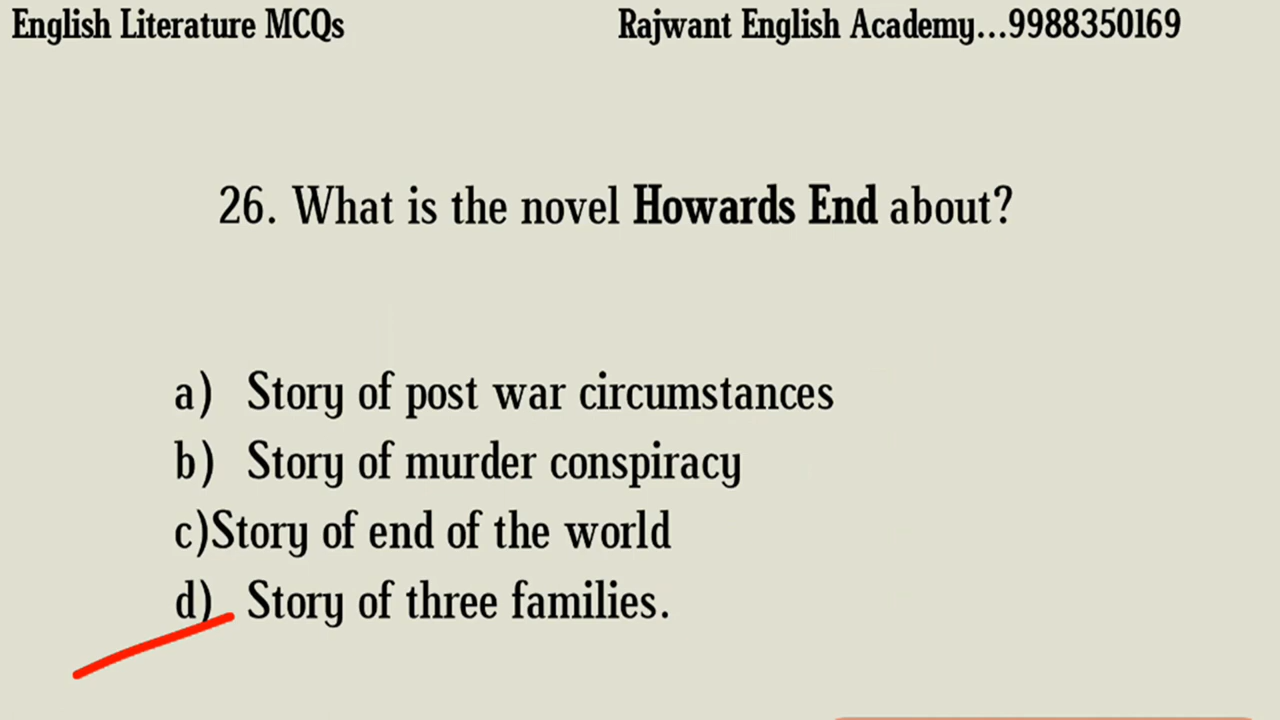 English Literature MCQs Rajwant English Academy...9988350169
26. What is the novel Howards End about?
a) Story of post war circumstances
b) Story of murder conspiracy
c)Story of end of the world
d) Story of three families.